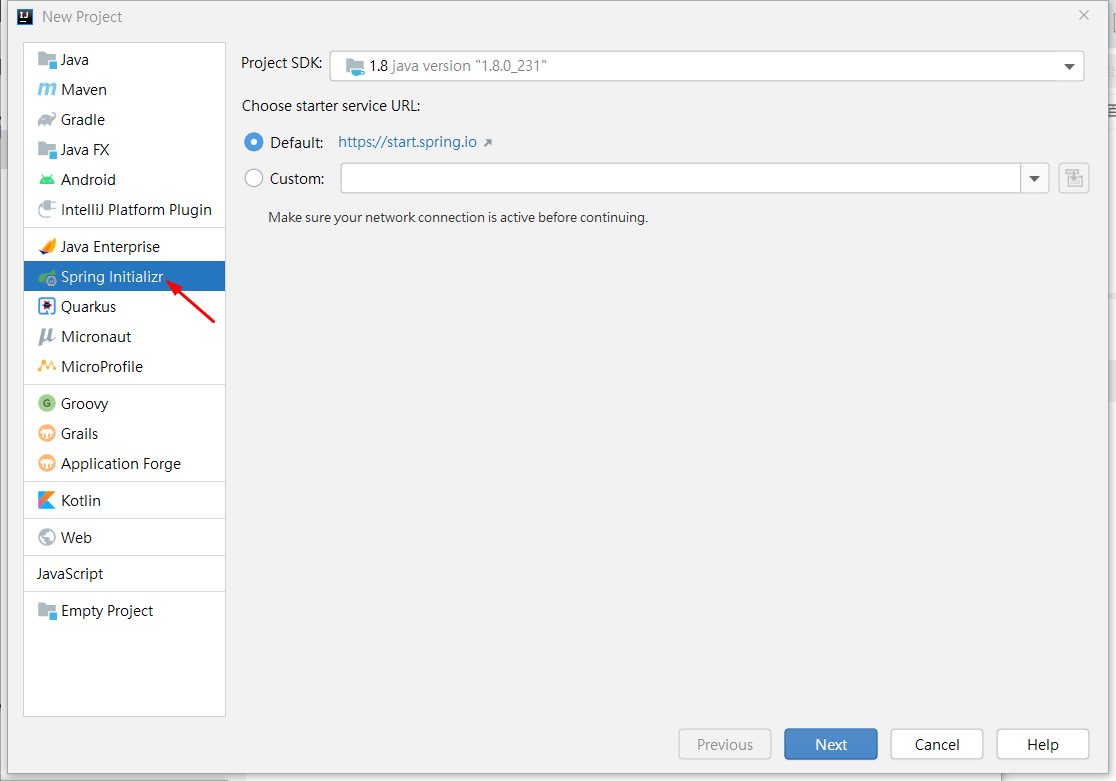 New Project
Java
Maven
Gradle
Java FX
Android
IntelliJ Platform Plugin
Java Enterprise
Spring Initializr
Quarkus
Micronaut
MicroProfile
Groovy
Grails
Application Forge
Kotlin
Web
JavaScript
Empty Project
Project SDK: 1.8 java version "1.8.0_231"
Choose starter service URL:
Default: https://start.spring.io
Custom:
Make sure your network connection is active before continuing.
Previous Next Cancel Help